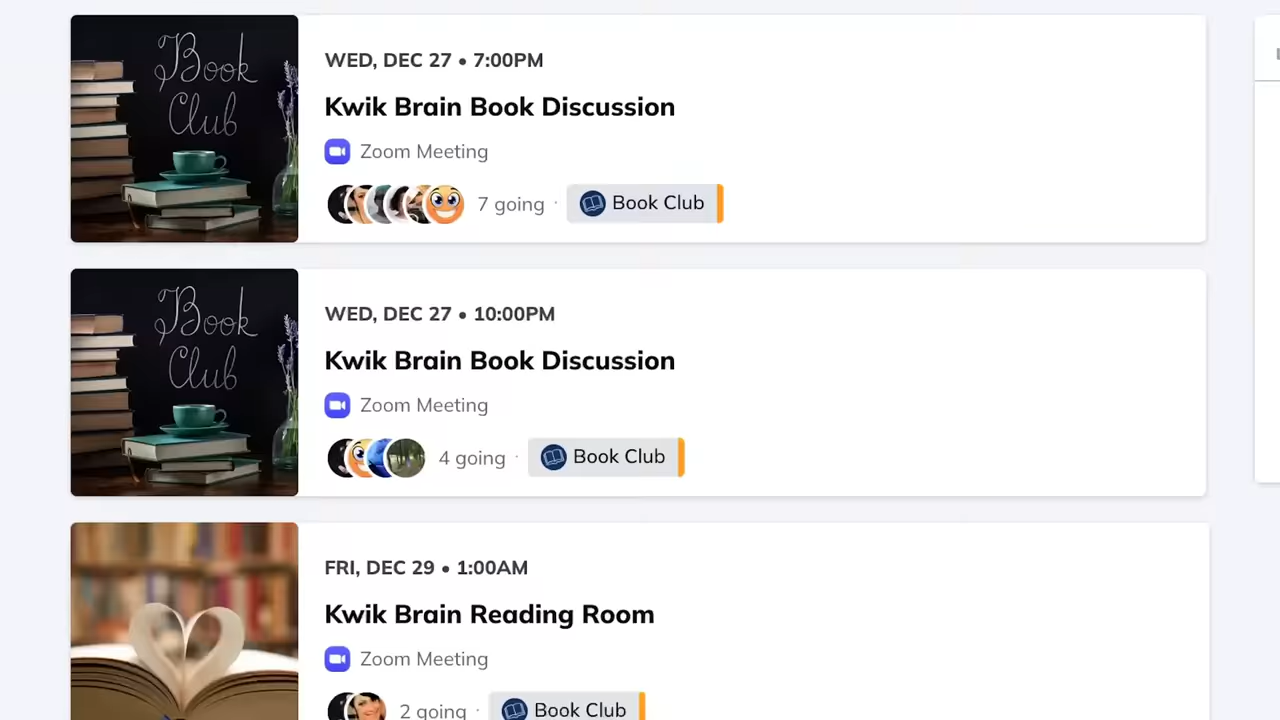 Book
Club
WED, DEC 27 • 7:00PM
Kwik Brain Book Discussion
Zoom Meeting
7 going · Book Club
Book
Club
WED, DEC 27 • 10:00PM
Kwik Brain Book Discussion
Zoom Meeting
4 going · Book Club
FRI, DEC 29 • 1:00AM
Kwik Brain Reading Room
Zoom Meeting
2 going · Book Club